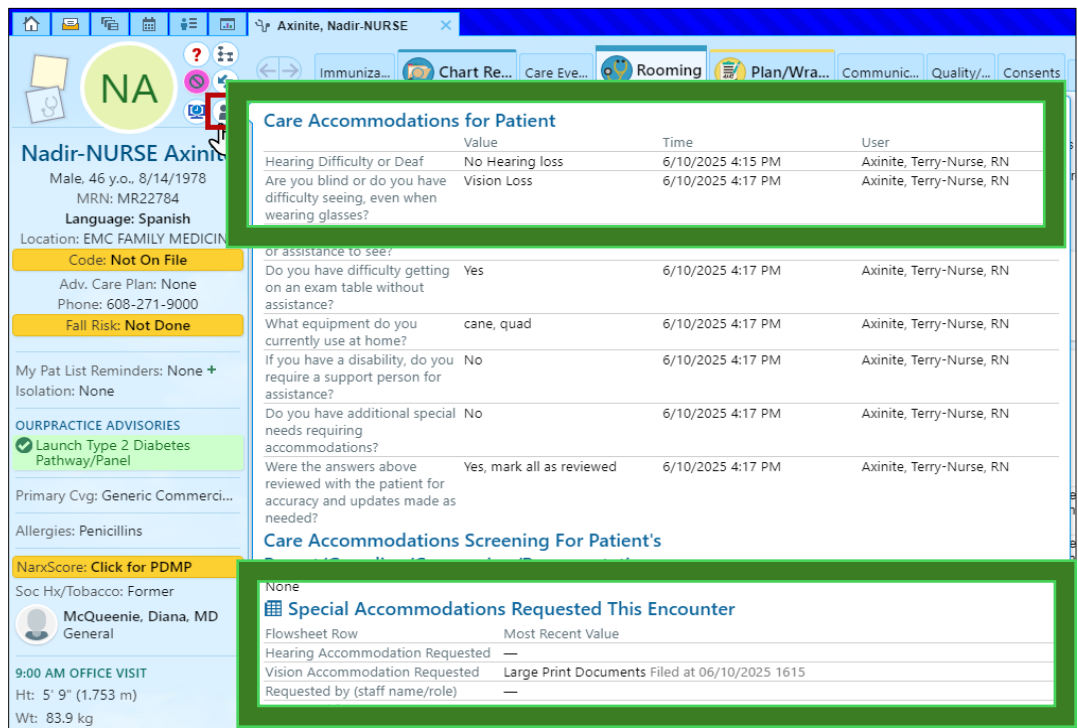 Axinite, Nadir-NURSE
Immuniza... Chart Re... Care Eve... Rooming Plan/Wra... Communic... Quality/... Consents
NA
?
Nadir-NURSE
Male, 46 y.o., 8/14/1978
MRN: MR22784
Language: Spanish
Location: EMC FAMILY
Code: Not On File
Adv. Care Plan: None
Phone: 608-271-9000
Fall Risk: Not Done
My Pat List Reminders: None +
Isolation: None
OURPRACTICE ADVISORIES
Launch Type 2 Diabetes
Pathway/Panel
Primary Cvg: Generic Commerci...
Allergies: Penicillins
NarxScore: Click for PDMP
Soc Hx/Tobacco: Former
McQueenie, Diana, MD
General
9:00 AM OFFICE VISIT
Ht: 5' 9" (1.753 m)
Wt: 83.9 kg
Care Accommodations for Patient
Value Time User
Hearing Difficulty or Deaf No Hearing loss 6/10/2025 4:15 PM Axinite, Terry-Nurse, RN
Are you blind or do you have Vision Loss 6/10/2025 4:17 PM Axinite, Terry-Nurse, RN
difficulty seeing, even when
wearing glasses?
or assistance to see?
Do you have difficulty getting Yes 6/10/2025 4:17 PM Axinite, Terry-Nurse, RN
on an exam table without
assistance?
What equipment do you cane, quad 6/10/2025 4:17 PM Axinite, Terry-Nurse, RN
currently use at home?
If you have a disability, do you No 6/10/2025 4:17 PM Axinite, Terry-Nurse, RN
require a support person for
assistance?
Do you have additional special No 6/10/2025 4:17 PM Axinite, Terry-Nurse, RN
needs requiring
accommodations?
Were the answers above Yes, mark all as reviewed 6/10/2025 4:17 PM Axinite, Terry-Nurse, RN
reviewed with the patient for
accuracy and updates made as
needed?
Care Accommodations Screening For Patient's
None
Special Accommodations Requested This Encounter
Flowsheet Row Most Recent Value
Hearing Accommodation Requested —
Vision Accommodation Requested Large Print Documents Filed at 06/10/2025 1615
Requested by (staff name/role) —